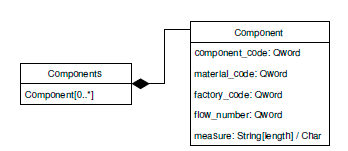 Component
component_code: Qword
material_code: Qword
factory_code: Qword
flow_number: Qword
measure: String[length] / Char
Components
Component[0..*]